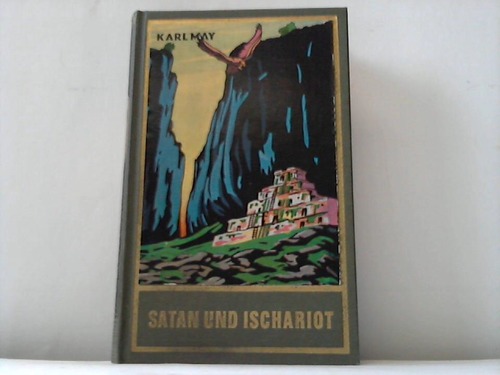 KARL MAY
SATAN UND ISCHARIOT